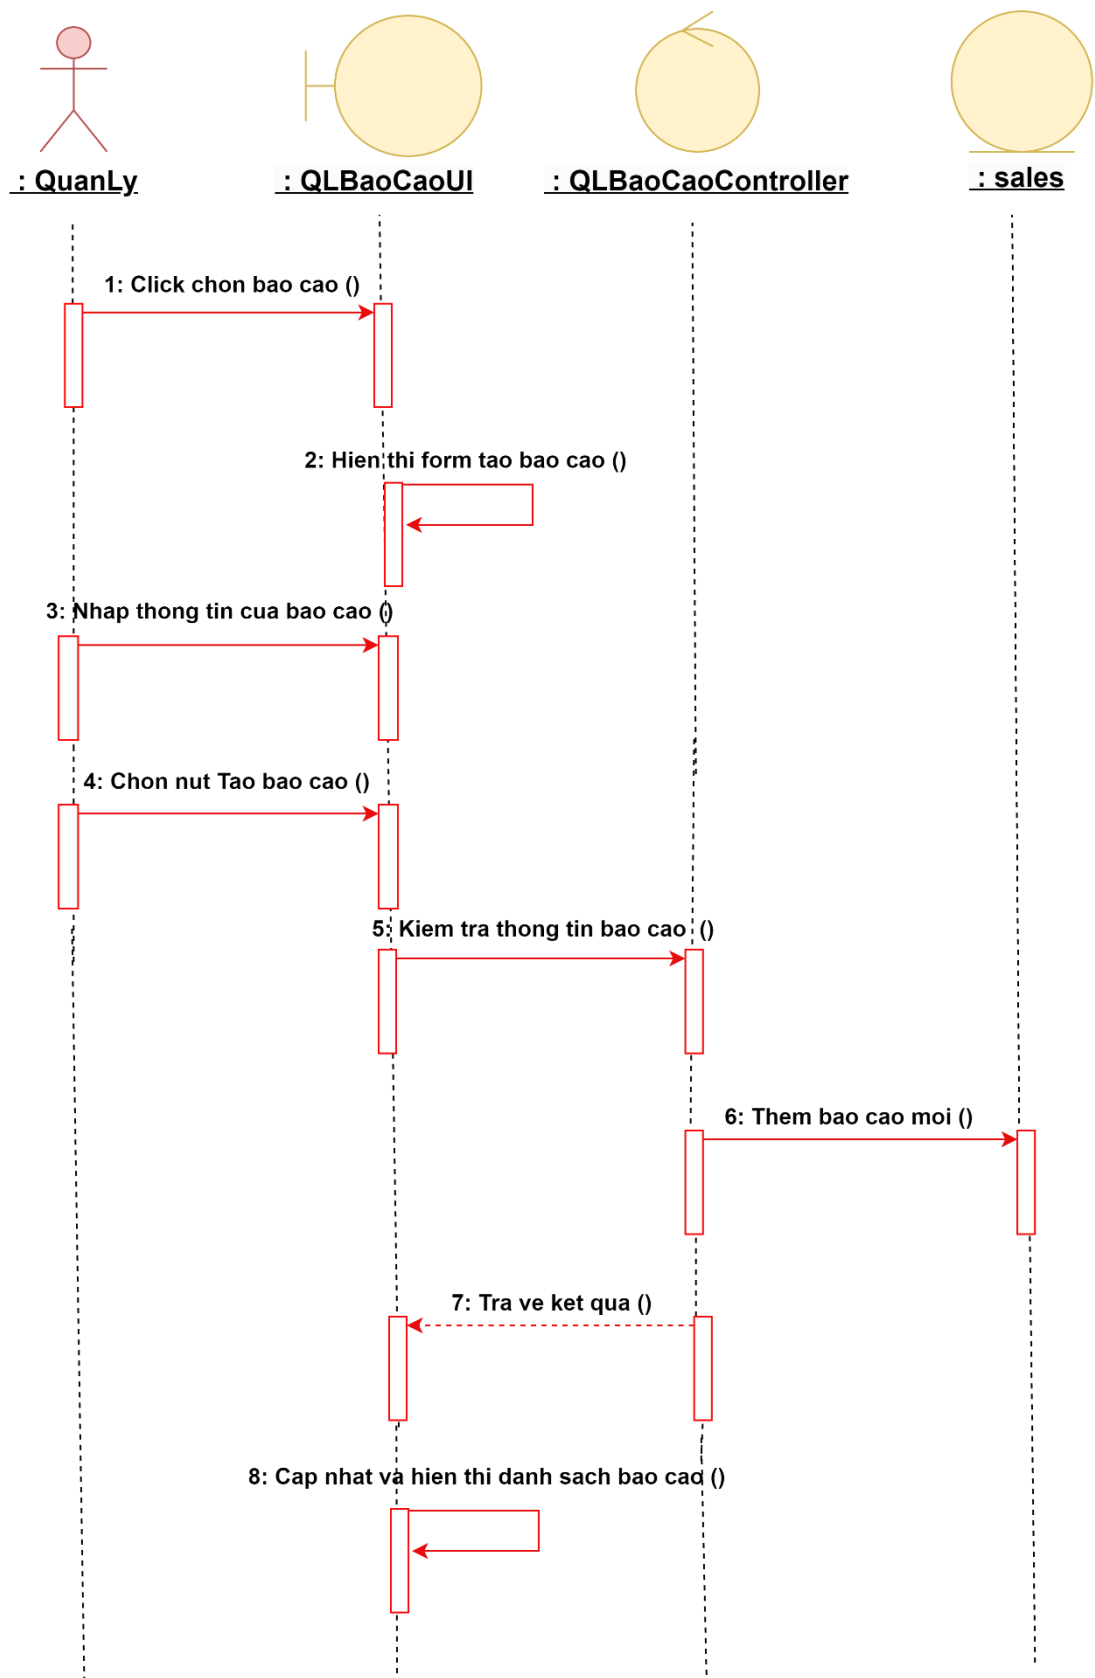 : QuanLy
: QLBaoCaoUI
: QLBaoCaoController
: sales
1: Click chon bao cao ()
2: Hien thi form tao bao cao ()
3: Nhap thong tin cua bao cao ()
4: Chon nut Tao bao cao ()
5: Kiem tra thong tin bao cao ()
6: Them bao cao moi ()
7: Tra ve ket qua ()
8: Cap nhat va hien thi danh sach bao cao ()